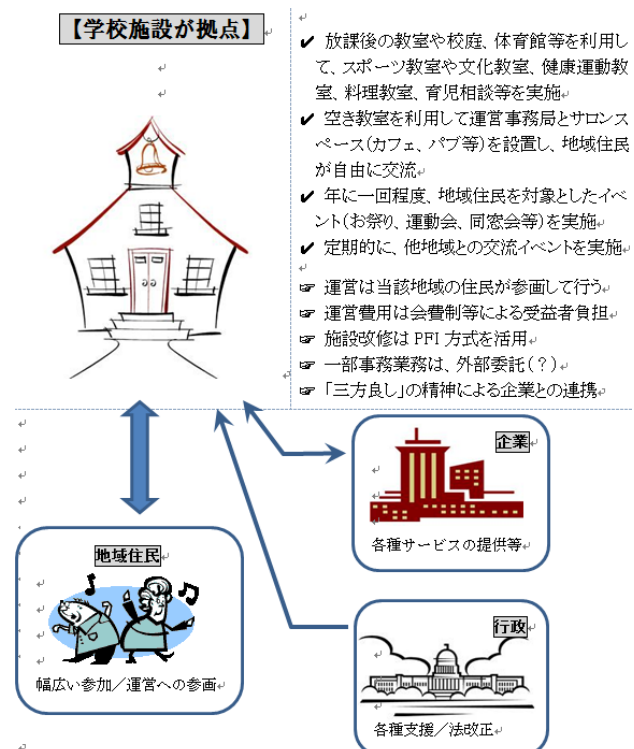 【学校施設が拠点】
✔ 放課後の教室や校庭、体育館等を利用し
て、スポーツ教室や文化教室、健康運動教
室、料理教室、育児相談等を実施
✔ 空き教室を利用して運営事務局とサロンス
ペース(カフェ、パブ等)を設置し、地域住民
が自由に交流
✔ 年に一回程度、地域住民を対象としたイベ
ント(お祭り、運動会、同窓会等)を実施
✔ 定期的に、他地域との交流イベントを実施
☞ 運営は当該地域の住民が参画して行う
☞ 運営費用は会費制等による受益者負担
☞ 施設改修は PFI 方式を活用
☞ 一部事務業務は、外部委託(?)
☞ 「三方良し」の精神による企業との連携
企業
各種サービスの提供等
地域住民
幅広い参加／運営への参画
行政
各種支援／法改正